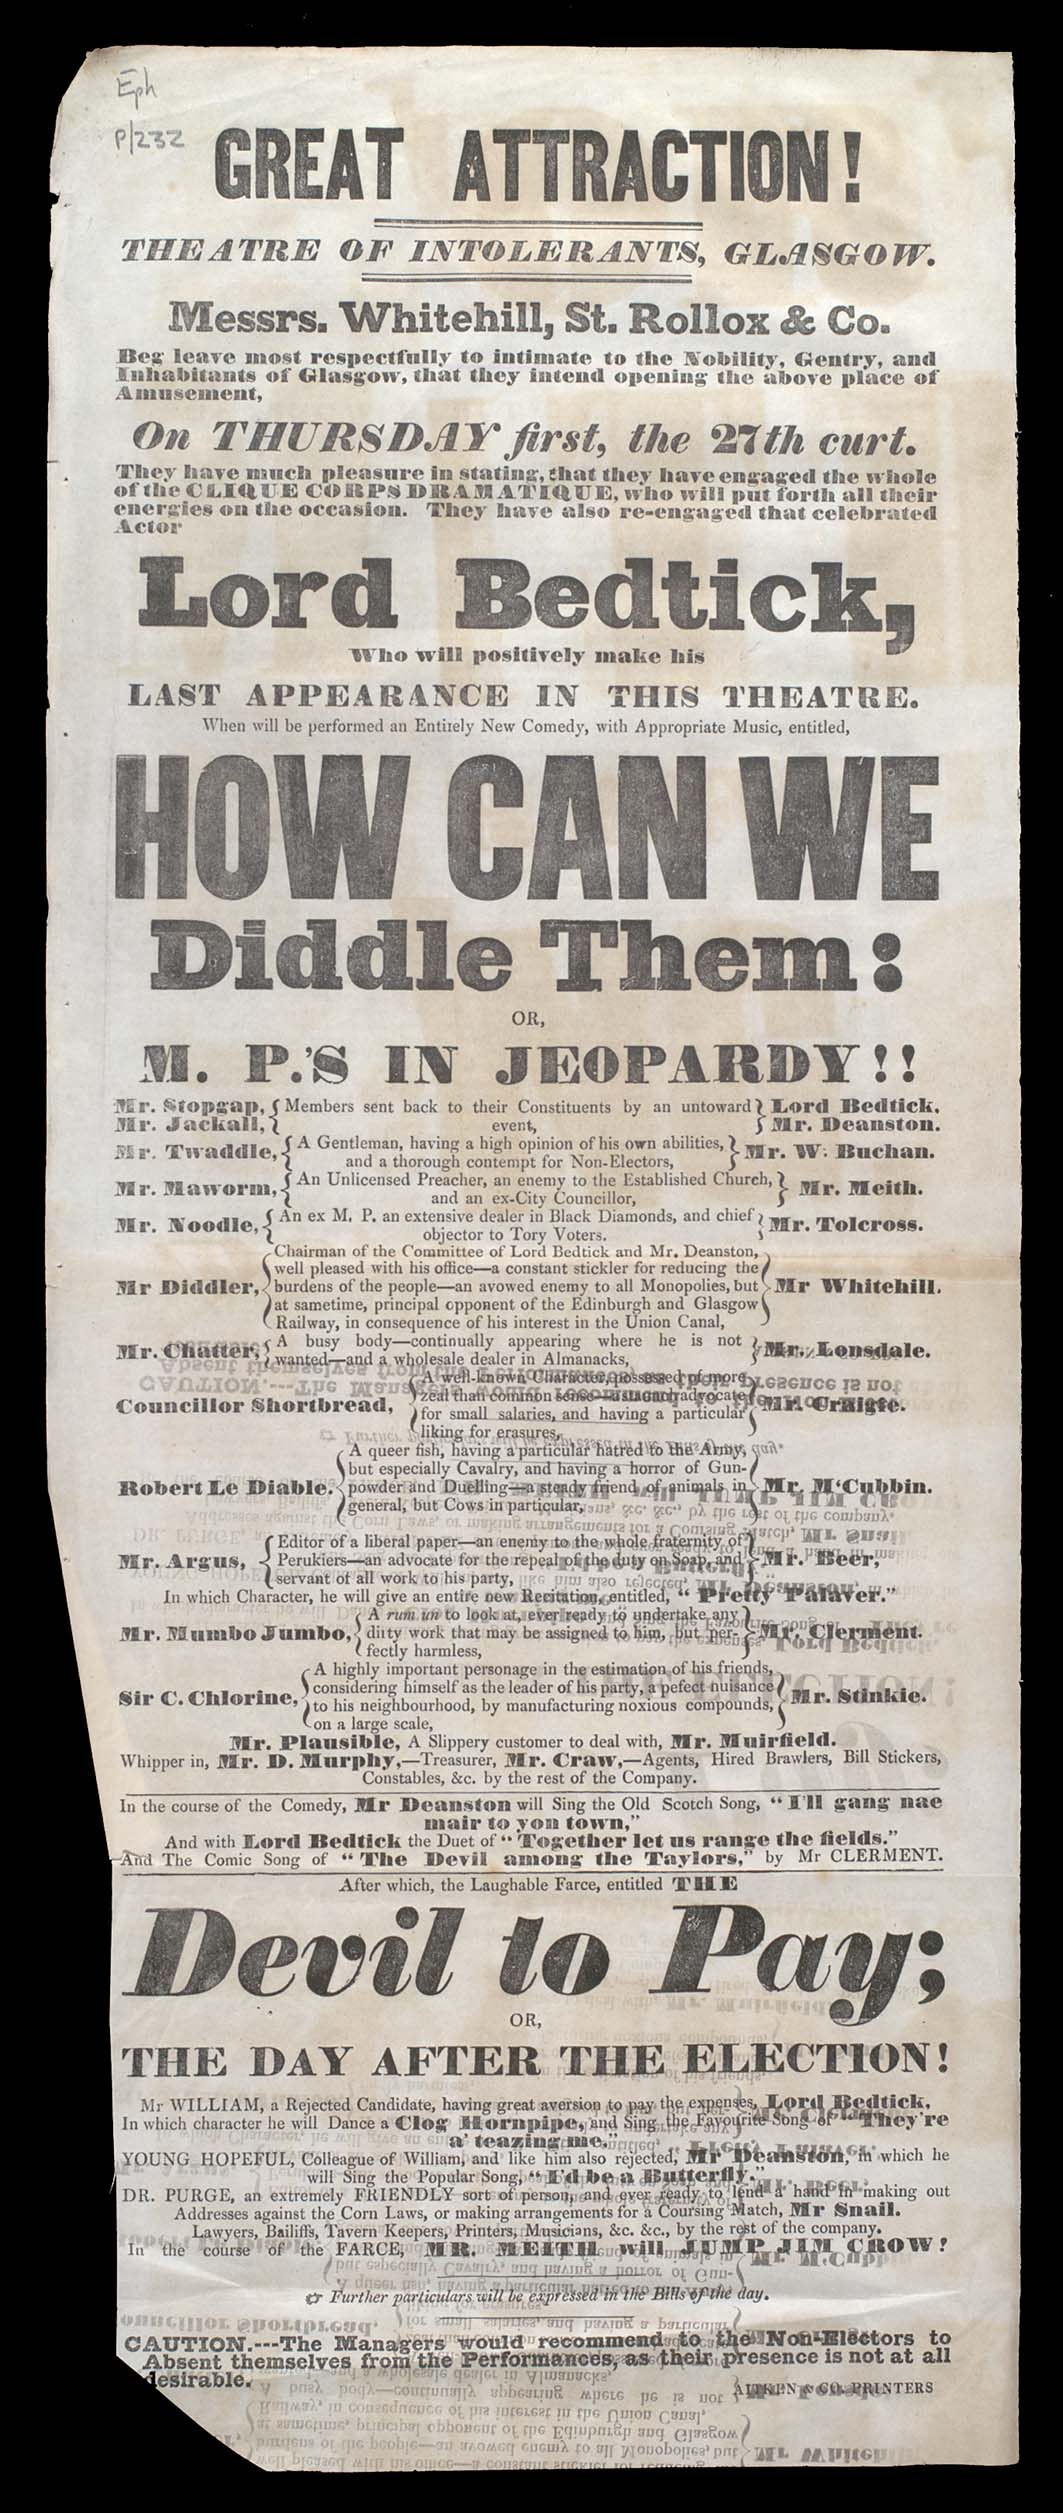 Eph
P/232
GREAT ATTRACTION!
THEATRE OF INTOLERANTS, GLASGOW.
Messrs. Whitehill, St. Rollox & Co.
Beg leave most respectfully to intimate to the Nobility, Gentry, and
Inhabitants of Glasgow, that they intend opening the above place of
Amusement,
On THURSDAY first, the 27th curt.
They have much pleasure in stating, that they have engaged the whole
of the CLIQUE CORPS DRAMATIQUE, who will put forth all their
energies on the occasion. They have also re-engaged that celebrated
Actor
Lord Bedtick,
Who will positively make his
LAST APPEARANCE IN THIS THEATRE.
When will be performed an Entirely New Comedy, with Appropriate Music, entitled,
HOW CAN WE
Diddle Them:
OR,
M. P.'S IN JEOPARDY!!
Mr. Stopgap, { Members sent back to their Constituents by an untoward } Lord Bedtick.
Mr. Jackall, { event, } Mr. Deanston.
Mr. Twaddle, { A Gentleman, having a high opinion of his own abilities, } Mr. W. Buchan.
and a thorough contempt for Non-Electors,
Mr. Maworm, { An Unlicensed Preacher, an enemy to the Established Church, } Mr. Meith.
and an ex-City Councillor,
Mr. Noodle, { An ex M. P. an extensive dealer in Black Diamonds, and chief } Mr. Tolcross.
objector to Tory Voters.
Chairman of the Committee of Lord Bedtick and Mr. Deanston,
well pleased with his office—a constant stickler for reducing the
Mr Diddler, { burdens of the people—an avowed enemy to all Monopolies, but } Mr Whitehill.
at sametime, principal opponent of the Edinburgh and Glasgow
Railway, in consequence of his interest in the Union Canal,
Mr. Chatter, { A busy body—continually appearing where he is not } Mr. Lonsdale.
wanted—and a wholesale dealer in Almanacks,
A well-known Character, possessed of more
zeal than common sense—a staunch advocate
Councillor Shortbread, { for small salaries, and having a particular } Mr. Craigie.
liking for erasures,
A queer fish, having a particular hatred to the Army,
but especially Cavalry, and having a horror of Gun-
Robert Le Diable. { powder and Duelling—a steady friend of animals in } Mr. M'Cubbin.
general, but Cows in particular,
Editor of a liberal paper—an enemy to the whole fraternity of
Mr. Argus, { Perukiers—an advocate for the repeal of the duty on Soap, and } Mr. Beer,
servant of all work to his party,
In which Character, he will give an entire new Recitation, entitled, " Pretty Palaver."
A rum un to look at, ever ready to undertake any
Mr. Mumbo Jumbo, { dirty work that may be assigned to him, but per- } Mr. Clerment.
fectly harmless,
A highly important personage in the estimation of his friends,
considering himself as the leader of his party, a pefect nuisance
Sir C. Chlorine, { to his neighbourhood, by manufacturing noxious compounds, } Mr. Stinkie.
on a large scale,
Mr. Plausible, A Slippery customer to deal with, Mr. Muirfield.
Whipper in, Mr. D. Murphy,—Treasurer, Mr. Craw,—Agents, Hired Brawlers, Bill Stickers,
Constables, &c. by the rest of the Company.
In the course of the Comedy, Mr Deanston will Sing the Old Scotch Song, " I'll gang nae
mair to yon town,"
And with Lord Bedtick the Duet of " Together let us range the fields."
And The Comic Song of " The Devil among the Taylors," by Mr CLERMENT.
After which, the Laughable Farce, entitled THE
Devil to Pay;
OR,
THE DAY AFTER THE ELECTION!
Mr WILLIAM, a Rejected Candidate, having great aversion to pay the expenses, Lord Bedtick.
In which character he will Dance a Clog Hornpipe, and Sing the Favourite Song of " They're
a' teazing me."
YOUNG HOPEFUL, Colleague of William, and like him also rejected, Mr Deanston, in which he
will Sing the Popular Song, " I'd be a Butterfly."
DR. PURGE, an extremely FRIENDLY sort of person, and ever ready to lend a hand in making out
Addresses against the Corn Laws, or making arrangements for a Coursing Match, Mr Snail.
Lawyers, Bailiffs, Tavern Keepers, Printers, Musicians, &c. &c., by the rest of the company.
In the course of the FARCE, MR. MEITH will JUMP JIM CROW!
☞ Further particulars will be expressed in the Bills of the day.
CAUTION.---The Managers would recommend to the Non-Electors to
Absent themselves from the Performances, as their presence is not at all
desirable.
AITKEN & CO. PRINTERS